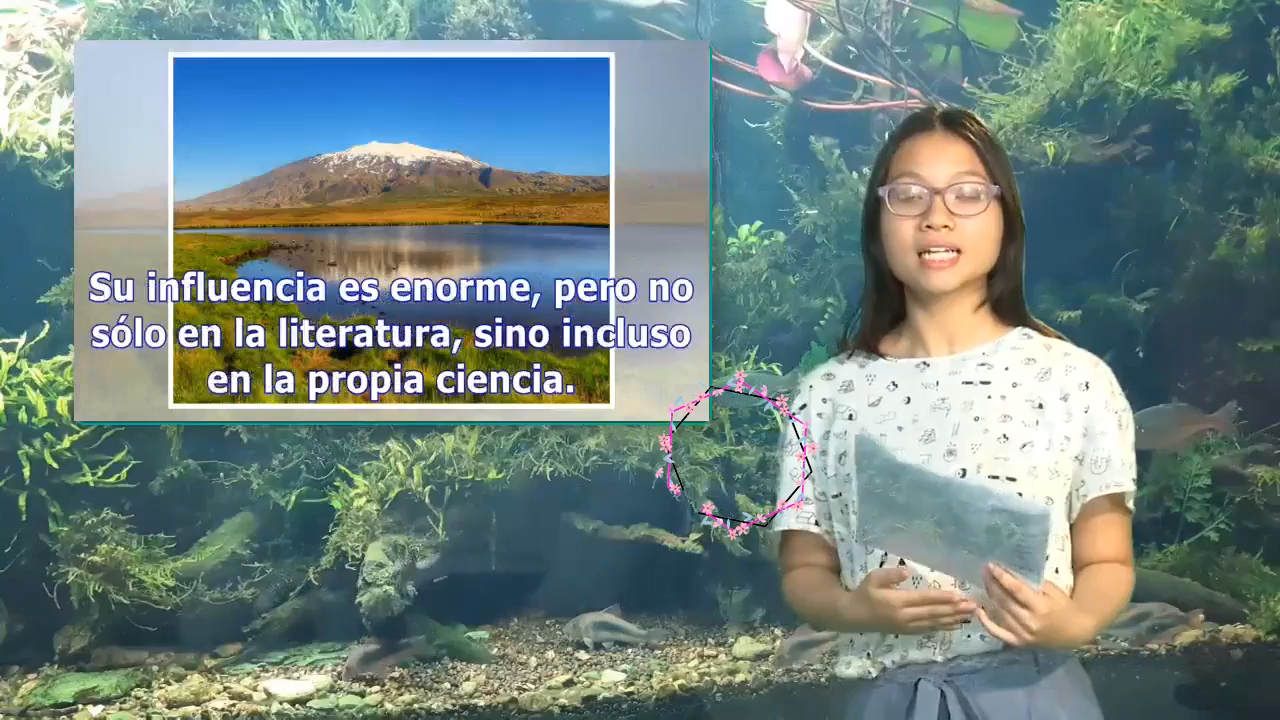 Su influencia es enorme, pero no
sólo en la literatura, sino incluso
en la propia ciencia.